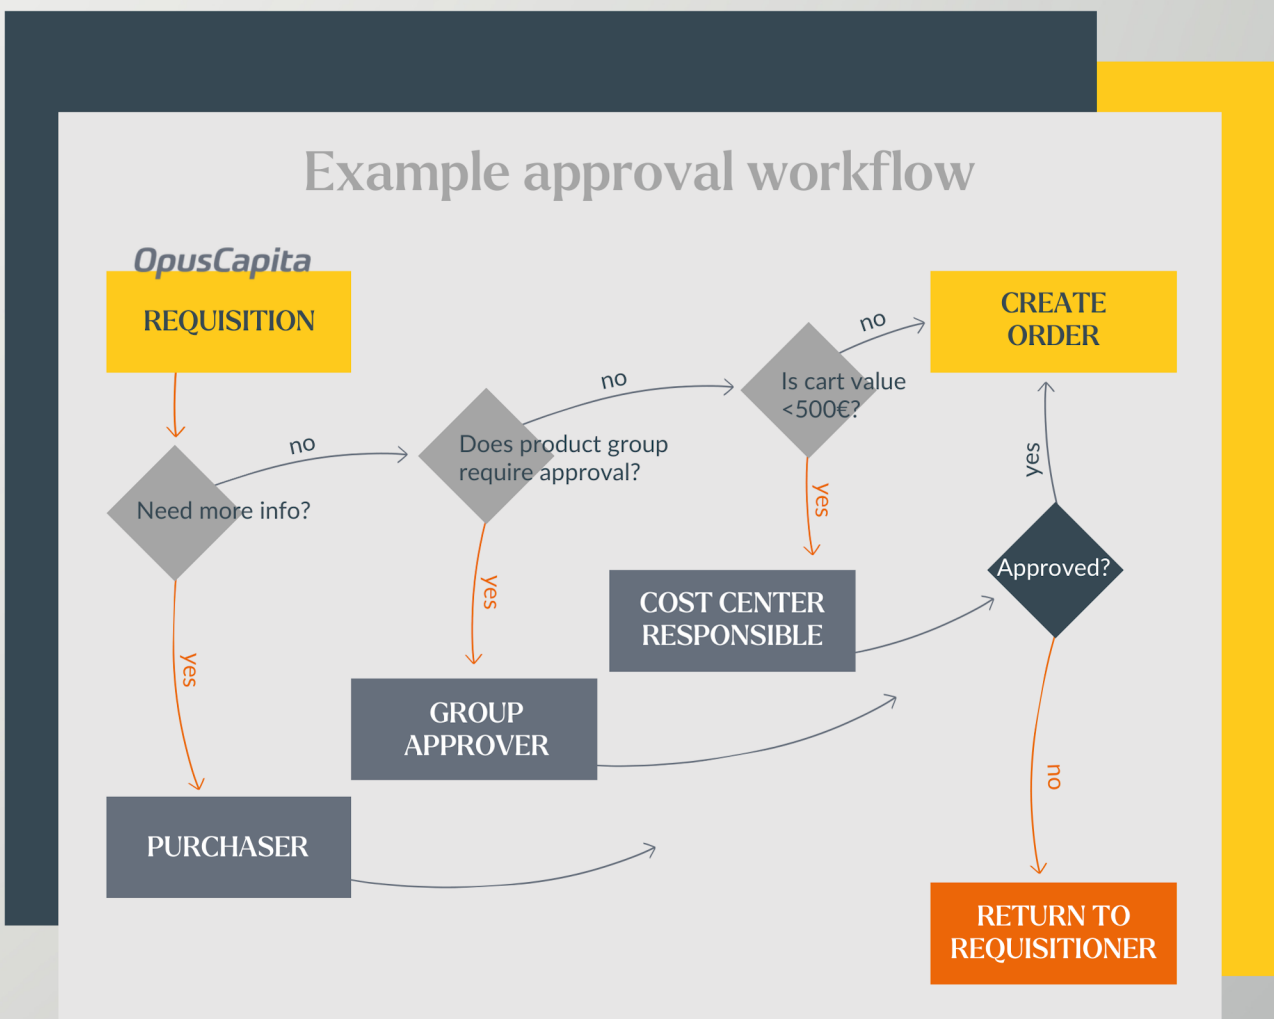 Example approval workflow
OpusCapita
REQUISITION
CREATE
ORDER
no
Is cart value
<500€?
no
Does product group
require approval?
no
Need more info?
yes
yes
Approved?
yes
COST CENTER
RESPONSIBLE
yes
GROUP
APPROVER
no
PURCHASER
RETURN TO
REQUISITIONER